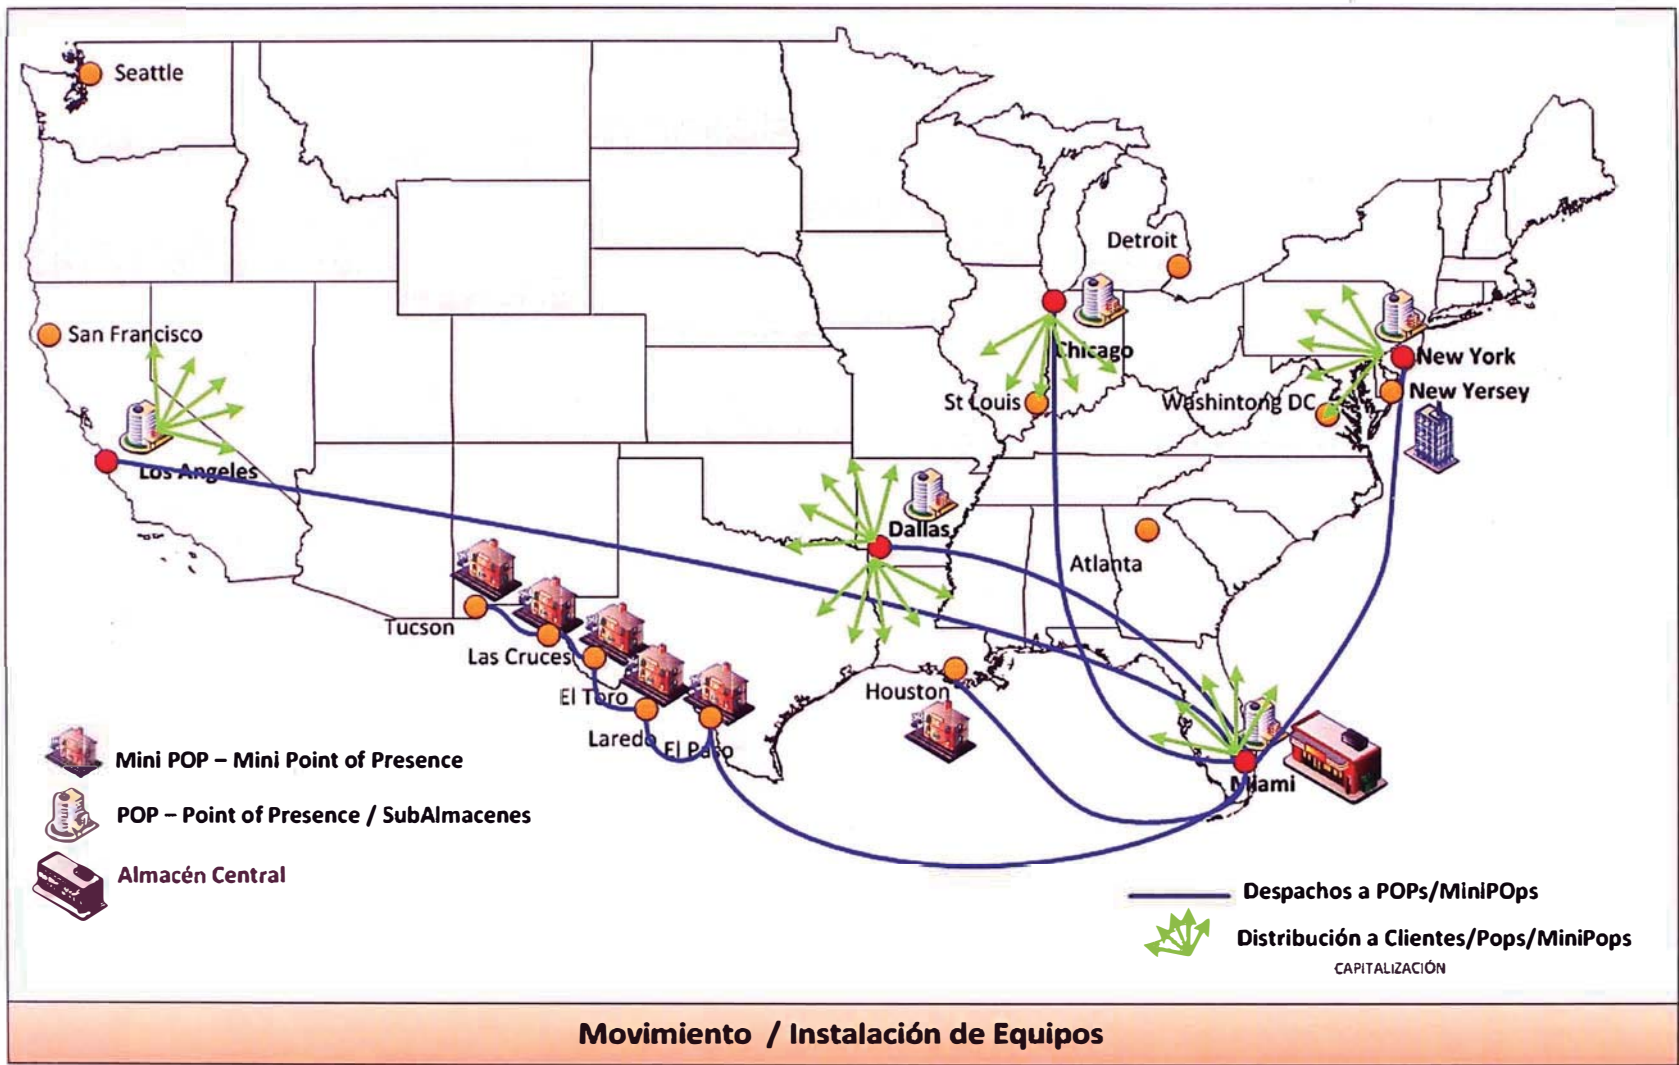 Seattle
Detroit
San Francisco
Chicago
New York
St Louis
Washintong DC
New Yersey
Los Angeles
Dallas
Atlanta
Tucson
Las Cruces
El Toro
Houston
Laredo
El Paso
Miami
Mini POP – Mini Point of Presence
POP – Point of Presence / SubAlmacenes
Almacén Central
Despachos a POPs/MiniPOps
Distribución a Clientes/Pops/MiniPops
CAPITALIZACIÓN
Movimiento / Instalación de Equipos